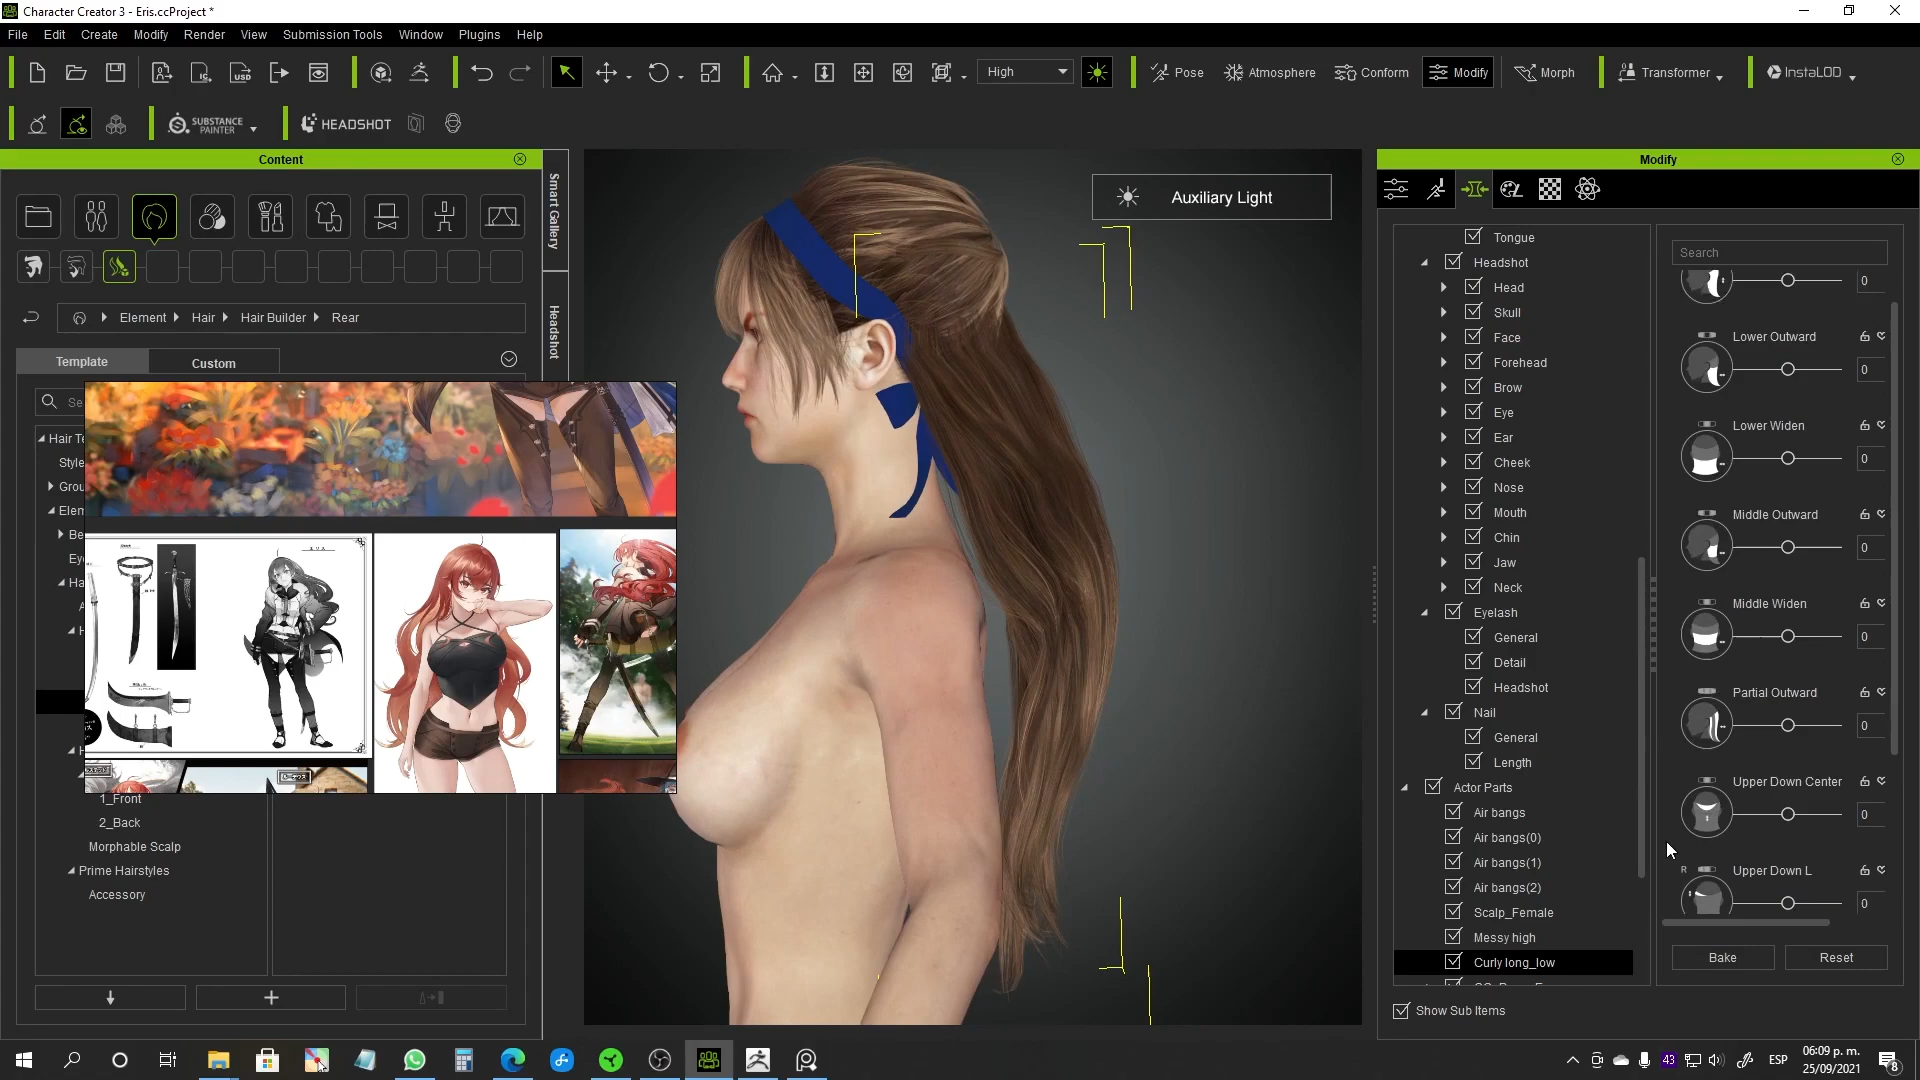 Character Creator 3 - Eris.ccProject *
File Edit Create Modify Render View Submission Tools Window Plugins Help
High
Pose
Atmosphere
Conform
Modify
Morph
Transformer
InstaLOD
SUBSTANCE
PAINTER
HEADSHOT
Content
Smart Gallery
Headshot
Element Hair Hair Builder Rear
Template
Custom
Se
Hair Te
Style
Grou
Elem
Be
Ey
Ha
1_Front
2_Back
Morphable Scalp
Prime Hairstyles
Accessory
Auxiliary Light
Modify
Tongue
Headshot
Head
Skull
Face
Forehead
Brow
Eye
Ear
Cheek
Nose
Mouth
Chin
Jaw
Neck
Eyelash
General
Detail
Headshot
Nail
General
Length
Actor Parts
Air bangs
Air bangs(0)
Air bangs(1)
Air bangs(2)
Scalp_Female
Messy high
Curly long_low
Show Sub Items
Search
0
Lower Outward
0
Lower Widen
0
Middle Outward
0
Middle Widen
0
Partial Outward
0
Upper Down Center
0
R
Upper Down L
0
Bake
Reset
43
ESP
06:09 p. m.
25/09/2021
8